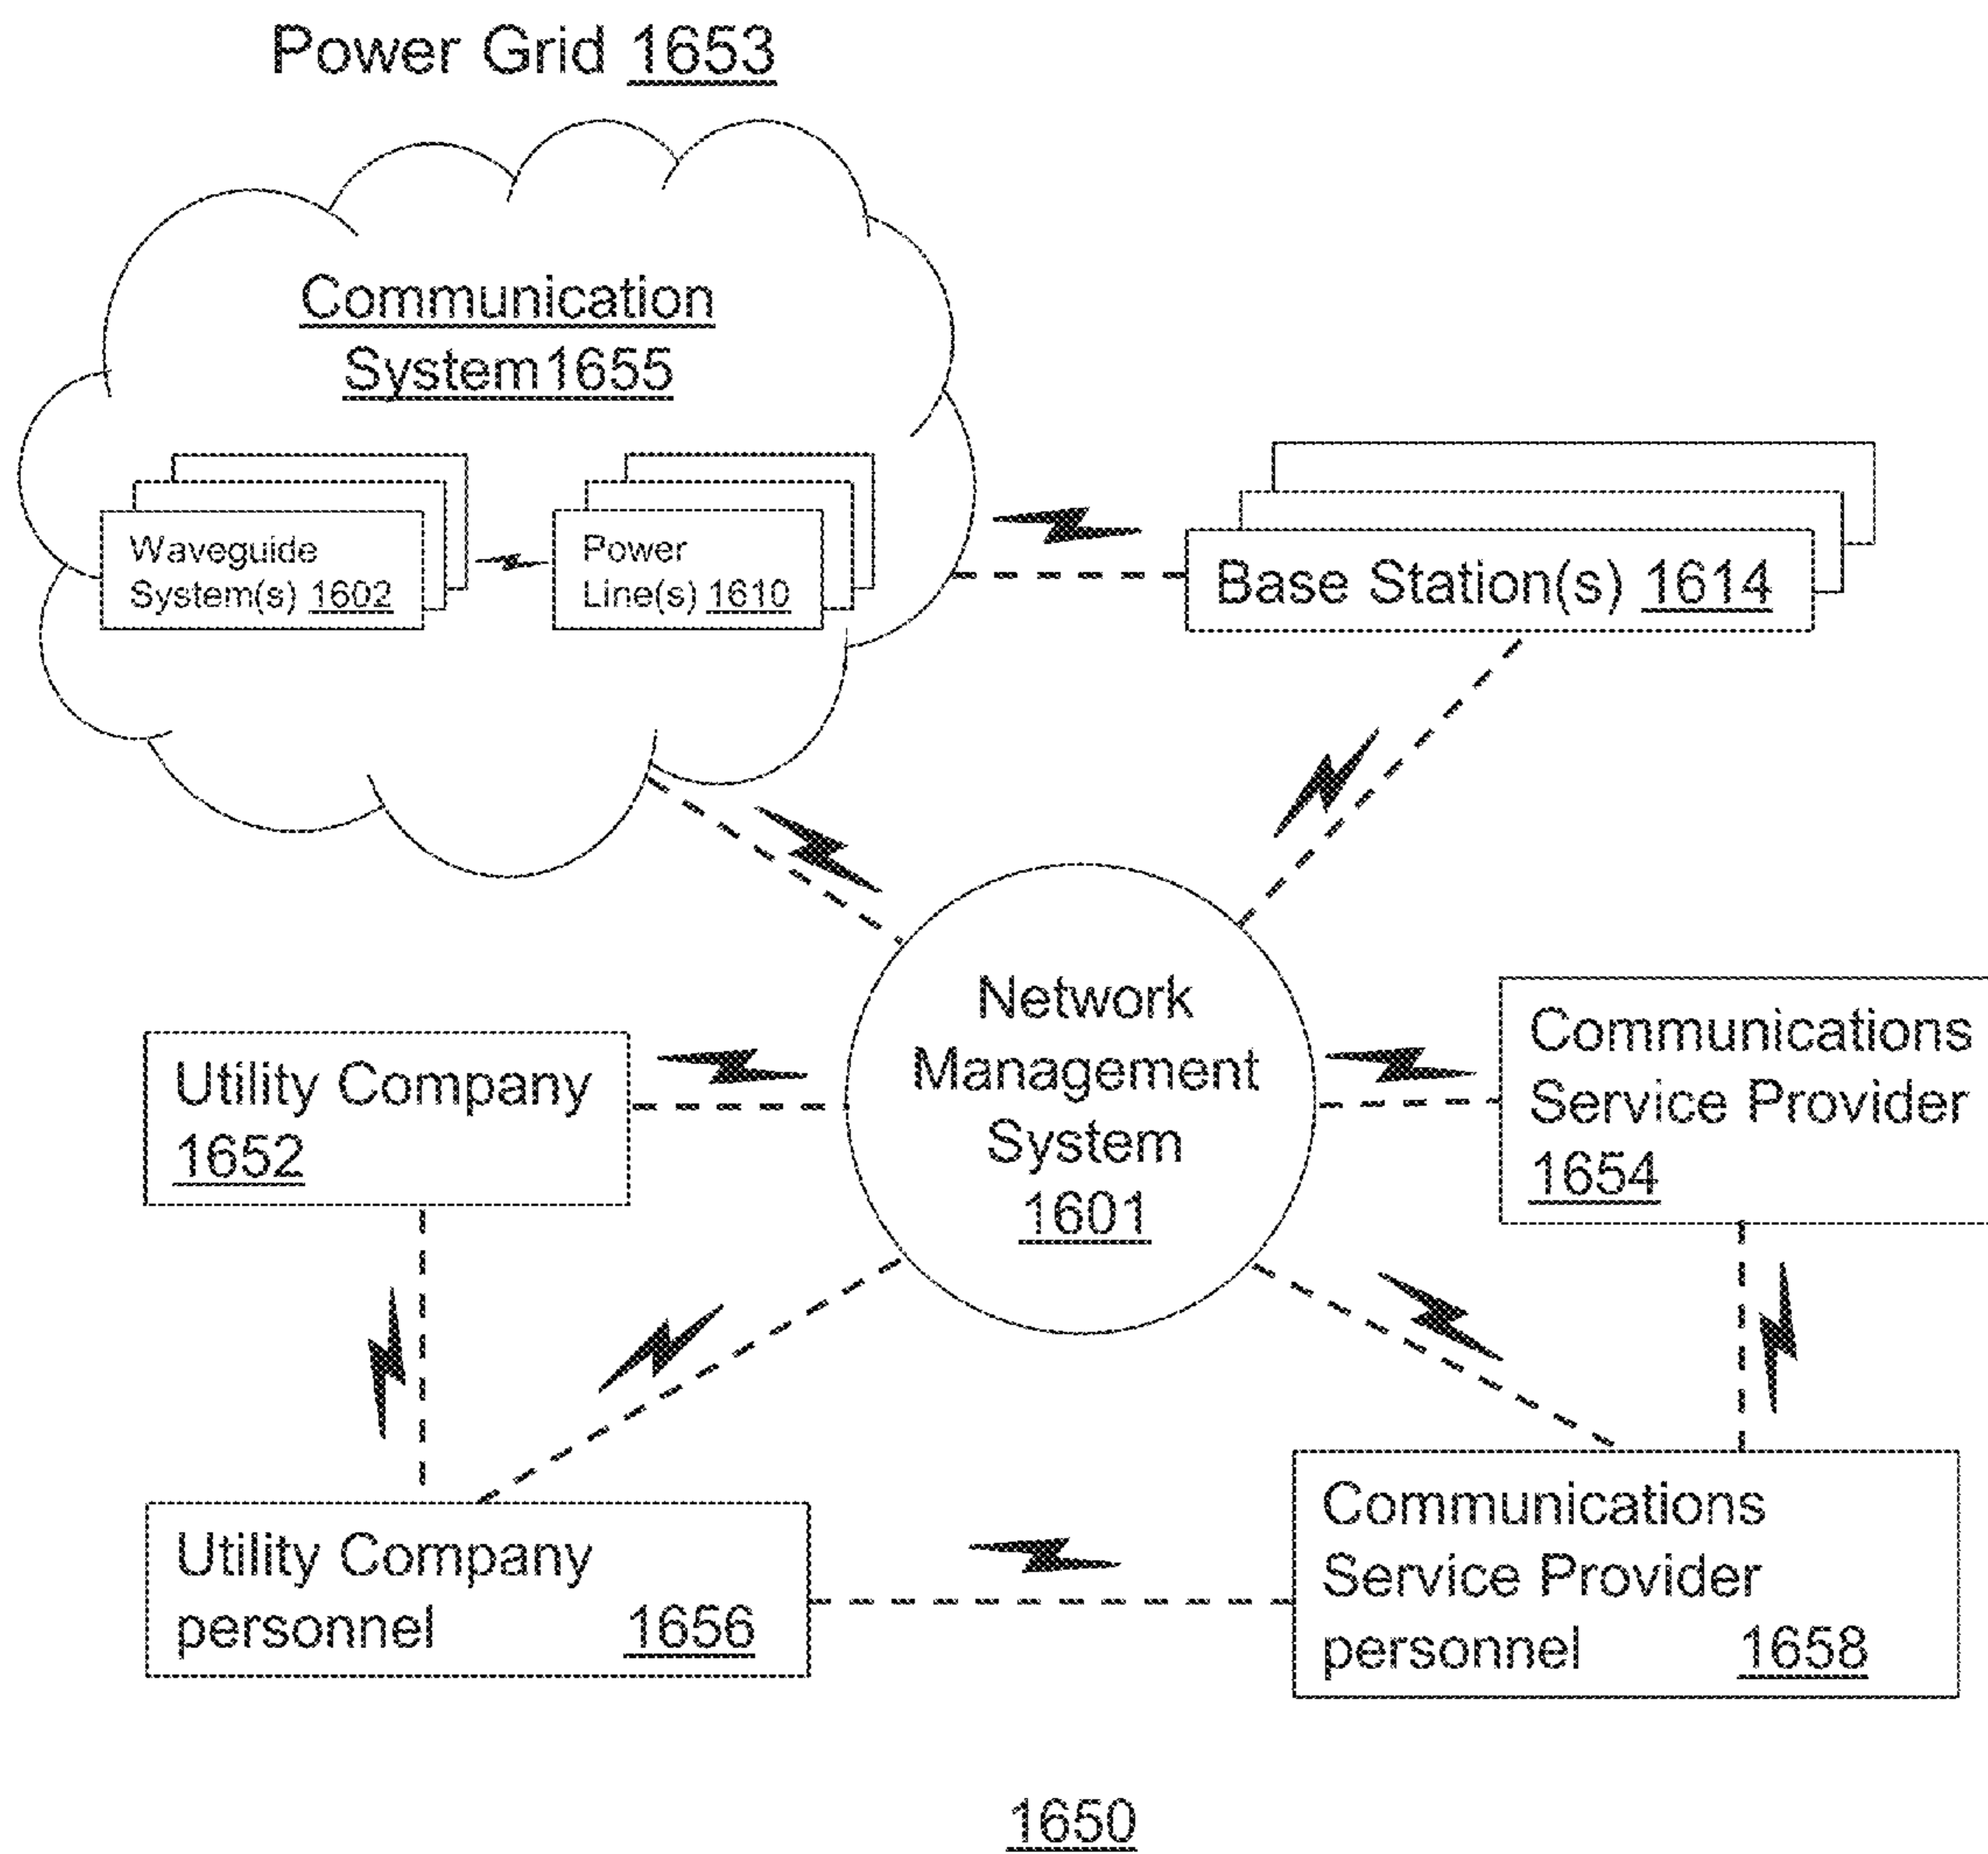 Power Grid 1653
Communication
System1655
Waveguide
System(s) 1602
Power
Line(s) 1610
Base Station(s) 1614
Network
Management
System
1601
Utility Company
1652
Communications
Service Provider
1654
Utility Company
personnel 1656
Communications
Service Provider
personnel 1658
1650